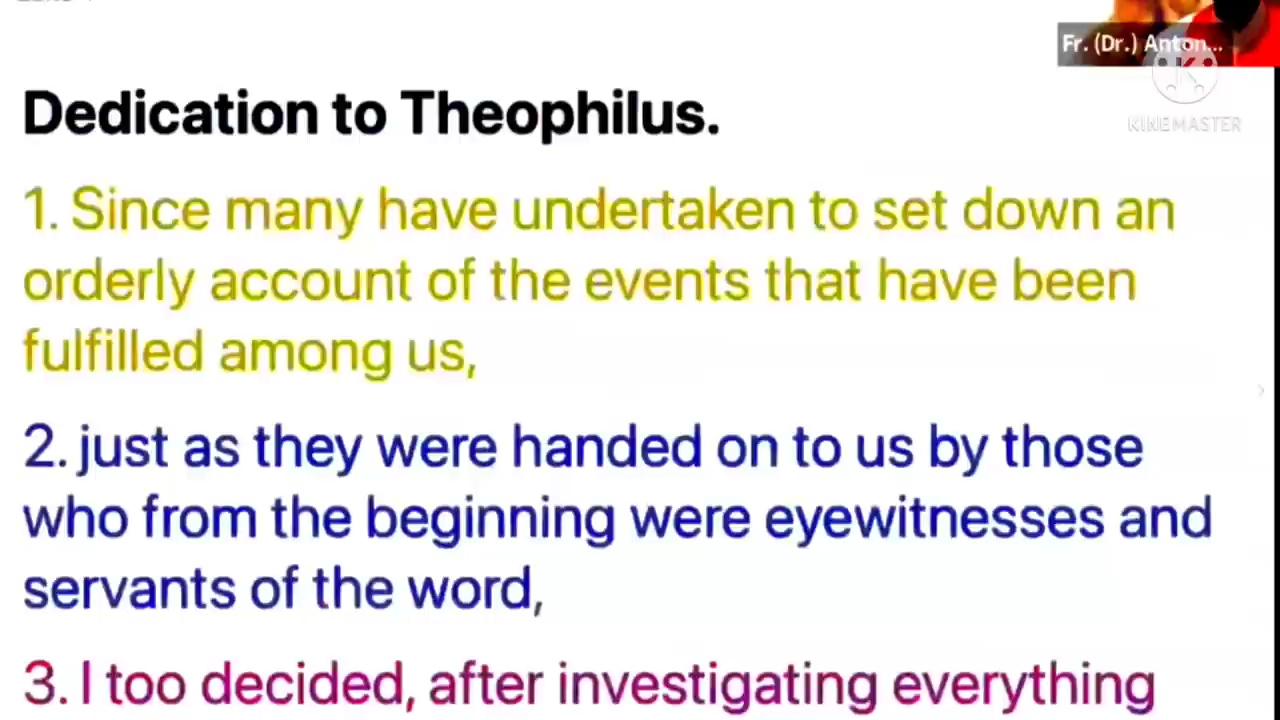 Fr. (Dr.) Anton...
KINEMASTER
Dedication to Theophilus.
1. Since many have undertaken to set down an
orderly account of the events that have been
fulfilled among us,
2. just as they were handed on to us by those
who from the beginning were eyewitnesses and
servants of the word,
3. I too decided, after investigating everything